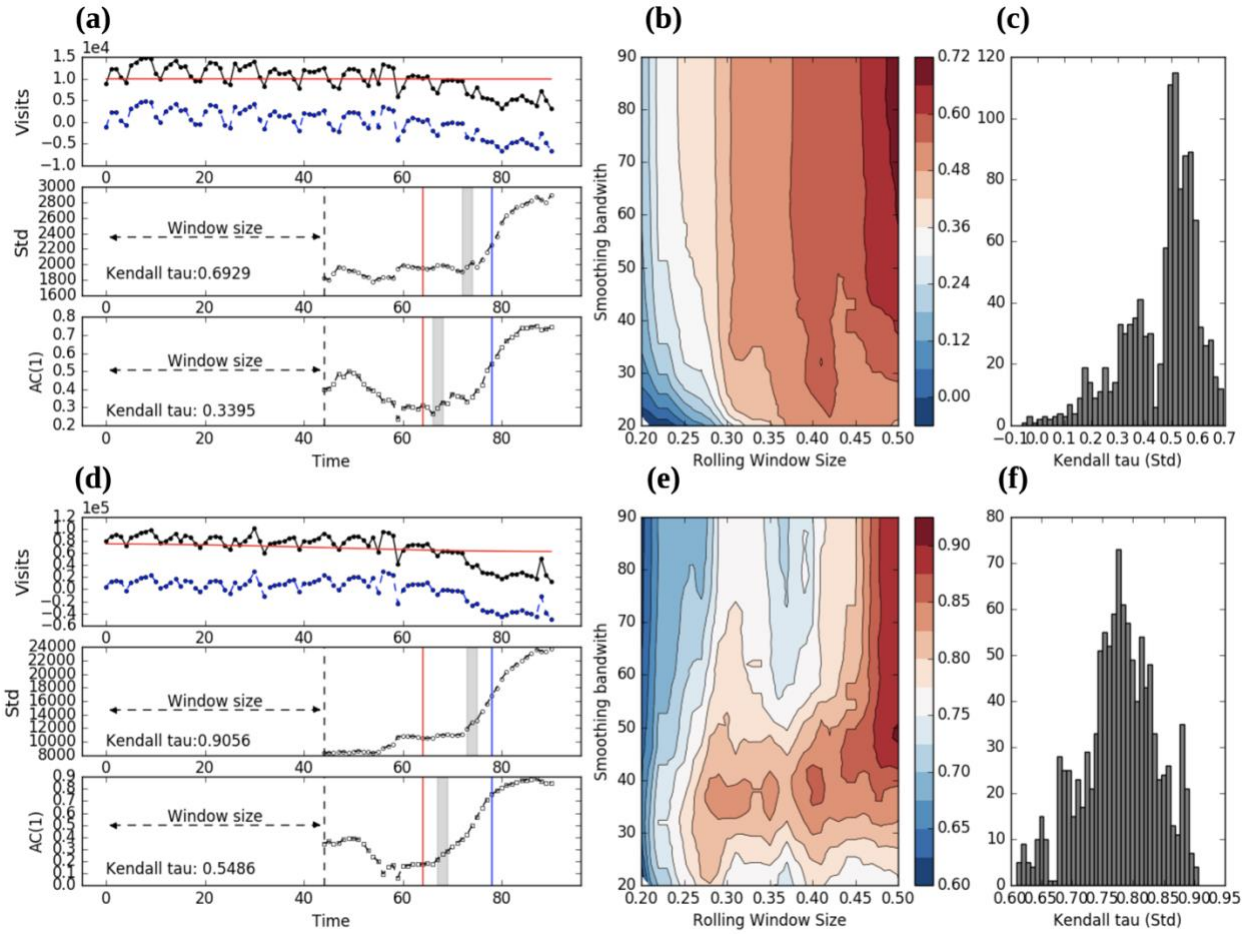 (a)
(b)
(c)
1e4
1.5
1.0
0.5
0.0
−0.5
−1.0
Visits
0 20 40 60 80
3000
2800
2600
2400
2200
2000
1800
1600
Std
Window size
Kendall tau:0.6929
0 20 40 60 80
0.8
0.7
0.6
0.5
0.4
0.3
0.2
AC(1)
Window size
Kendall tau: 0.3395
0 20 40 60 80
Time
90
80
70
60
50
40
30
20
Smoothing bandwith
0.20 0.25 0.30 0.35 0.40 0.45 0.50
Rolling Window Size
0.72
0.60
0.48
0.36
0.24
0.12
0.00
120
100
80
60
40
20
0
−0.1 0.0 0.1 0.2 0.3 0.4 0.5 0.6 0.7
Kendall tau (Std)
(d)
(e)
(f)
1e5
1.2
1.0
0.8
0.6
0.4
0.2
0.0
−0.2
−0.4
−0.6
Visits
0 20 40 60 80
24000
22000
20000
18000
16000
14000
12000
10000
Std
Window size
Kendall tau:0.9056
0 20 40 60 80
0.9
0.8
0.7
0.6
0.5
0.4
0.3
0.2
0.1
0.0
AC(1)
Window size
Kendall tau: 0.5486
0 20 40 60 80
Time
90
80
70
60
50
40
30
20
Smoothing bandwith
0.20 0.25 0.30 0.35 0.40 0.45 0.50
Rolling Window Size
0.90
0.85
0.80
0.75
0.70
0.65
0.60
80
70
60
50
40
30
20
10
0
0.60 0.65 0.70 0.75 0.80 0.85 0.90 0.95
Kendall tau (Std)